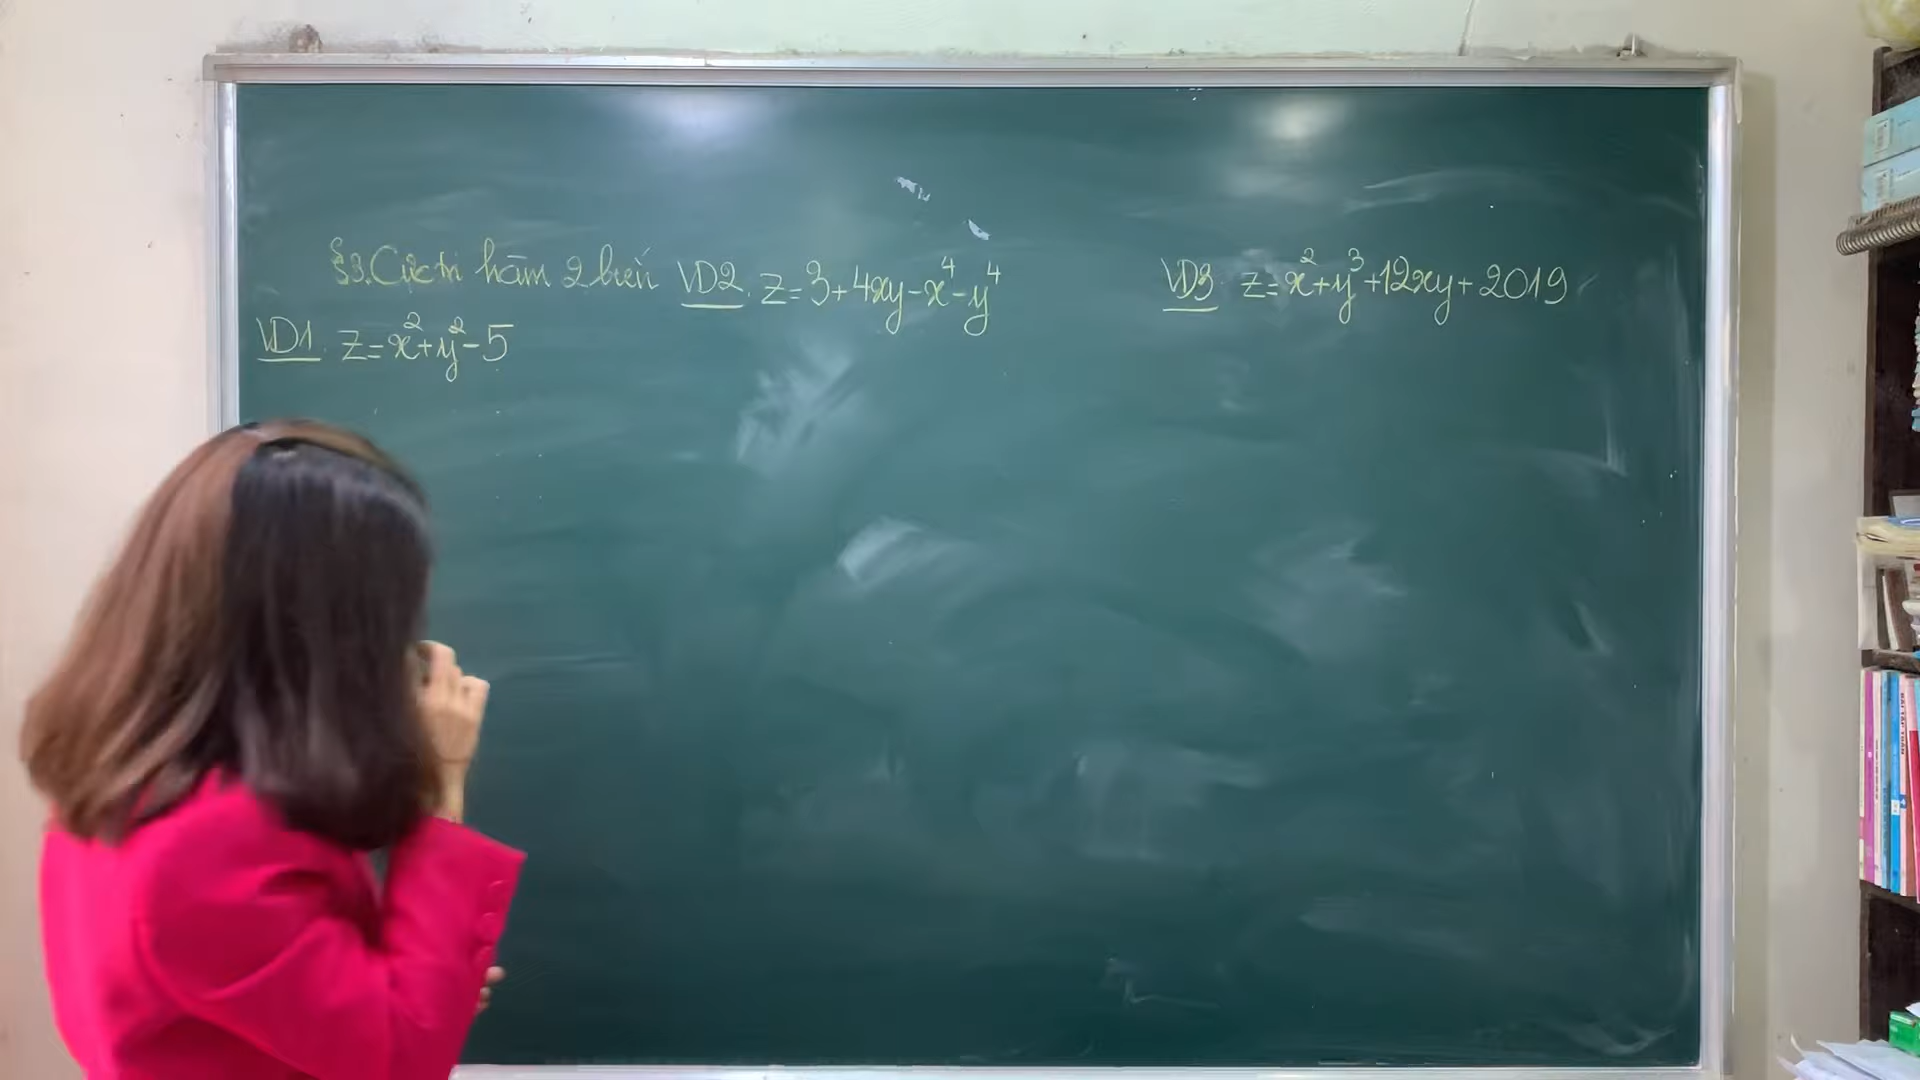 §3. Cực trị hàm 2 biến
VD1. z=x²+y²-5
VD2. z=3+4xy-x⁴-y⁴
VD3. z=x²+y³+12xy+2019